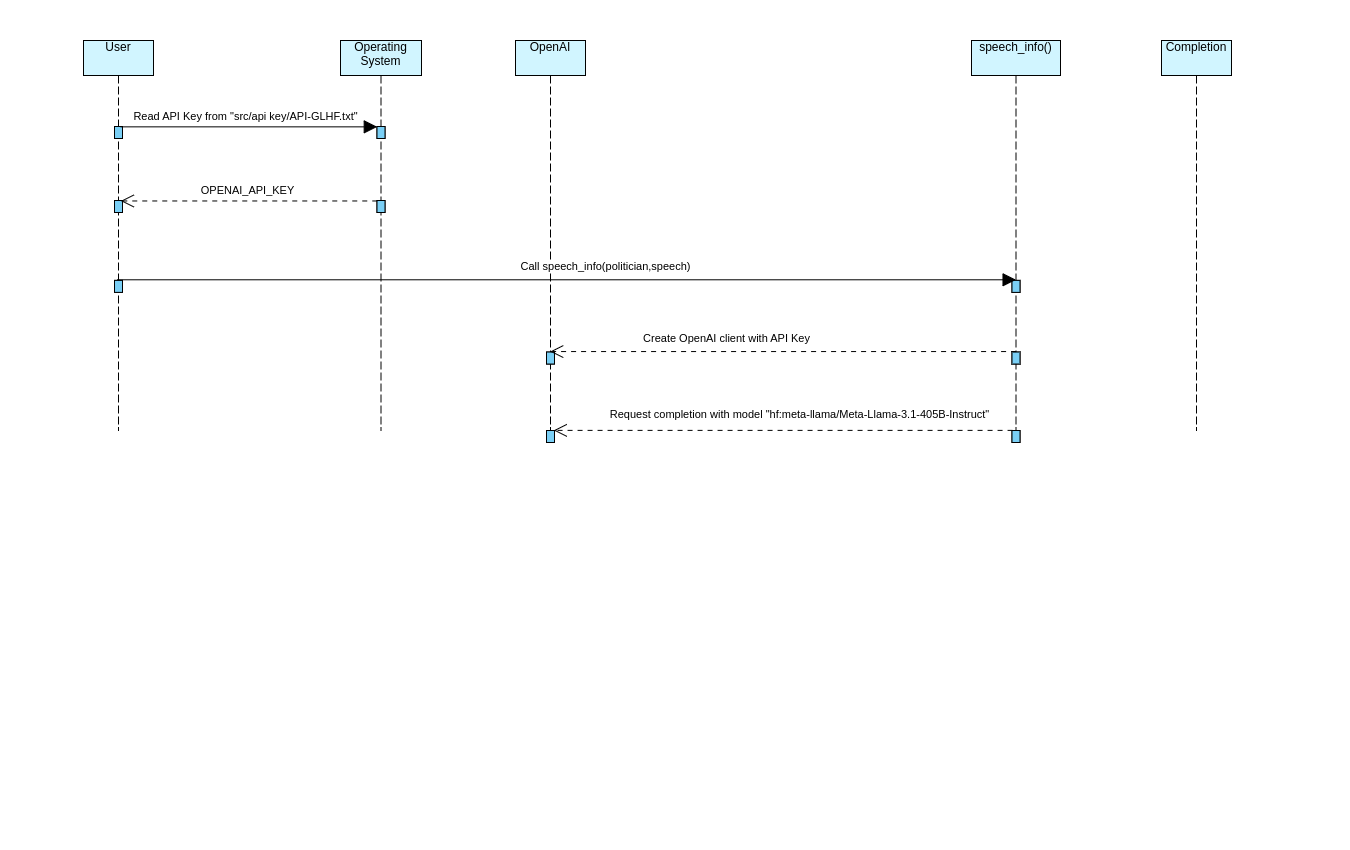 User
Operating
System
OpenAI
speech_info()
Completion
Read API Key from "src/api key/API-GLHF.txt"
OPENAI_API_KEY
Call speech_info(politician,speech)
Create OpenAI client with API Key
Request completion with model "hf:meta-llama/Meta-Llama-3.1-405B-Instruct"